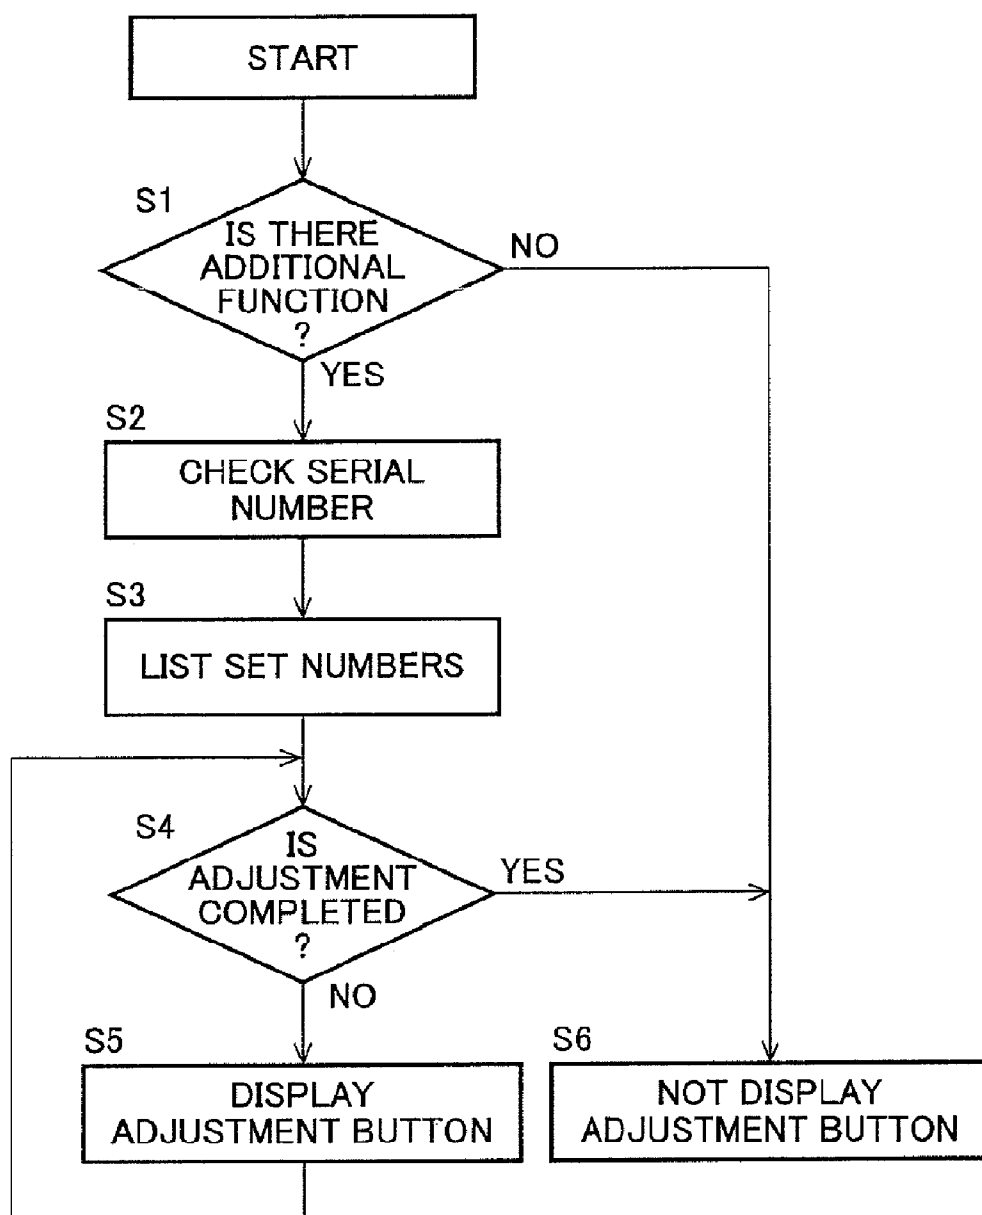 START
S1
IS THERE
ADDITIONAL
FUNCTION
?
NO
YES
S2
CHECK SERIAL
NUMBER
S3
LIST SET NUMBERS
S4
IS
ADJUSTMENT
COMPLETED
?
YES
NO
S5
DISPLAY
ADJUSTMENT BUTTON
S6
NOT DISPLAY
ADJUSTMENT BUTTON